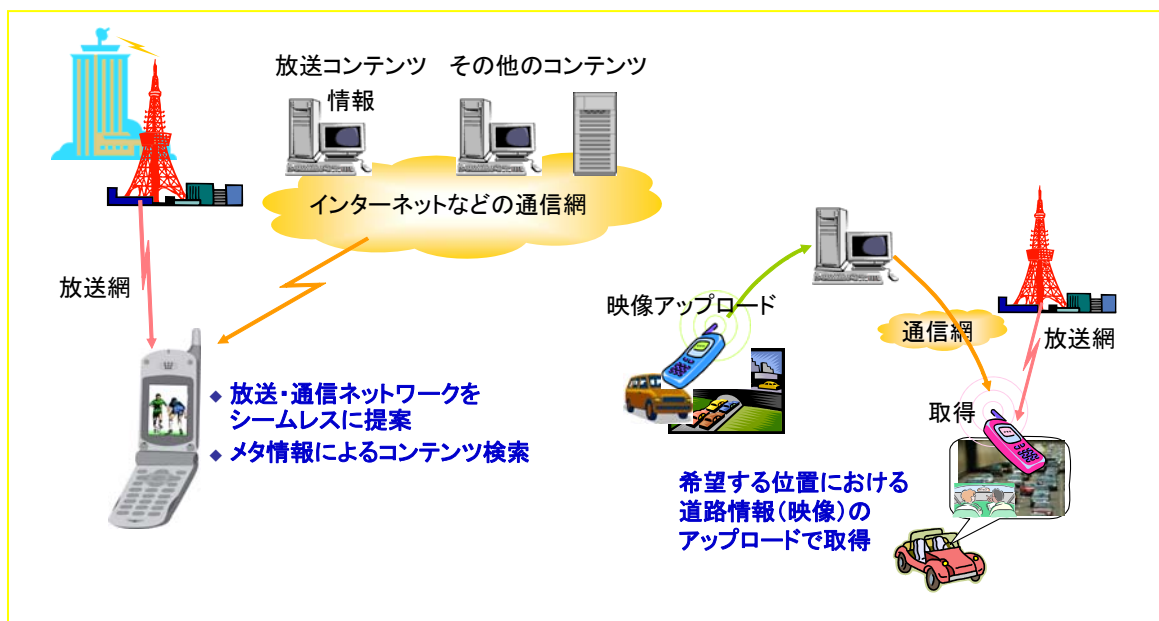 放送コンテンツ
情報
その他のコンテンツ
インターネットなどの通信網
放送網
◆ 放送・通信ネットワークを
シームレスに提案
◆ メタ情報によるコンテンツ検索
映像アップロード
通信網
放送網
取得
希望する位置における
道路情報（映像）の
アップロードで取得